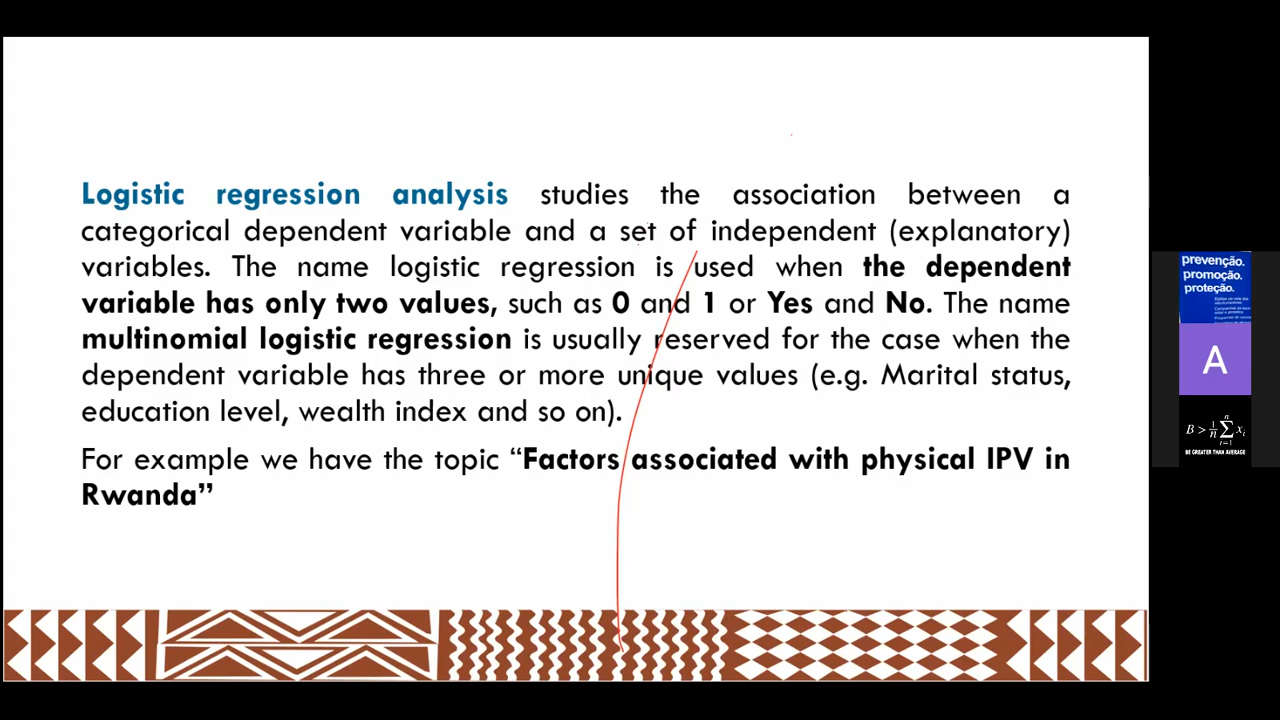 Logistic regression analysis studies the association between a
categorical dependent variable and a set of independent (explanatory)
variables. The name logistic regression is used when the dependent
variable has only two values, such as 0 and 1 or Yes and No. The name
multinomial logistic regression is usually reserved for the case when the
dependent variable has three or more unique values (e.g. Marital status,
education level, wealth index and so on).
For example we have the topic “Factors associated with physical IPV in
Rwanda”
prevenção.
promoção.
proteção.
A
B > 1/n n∑i=1 xi
BE GREATER THAN AVERAGE